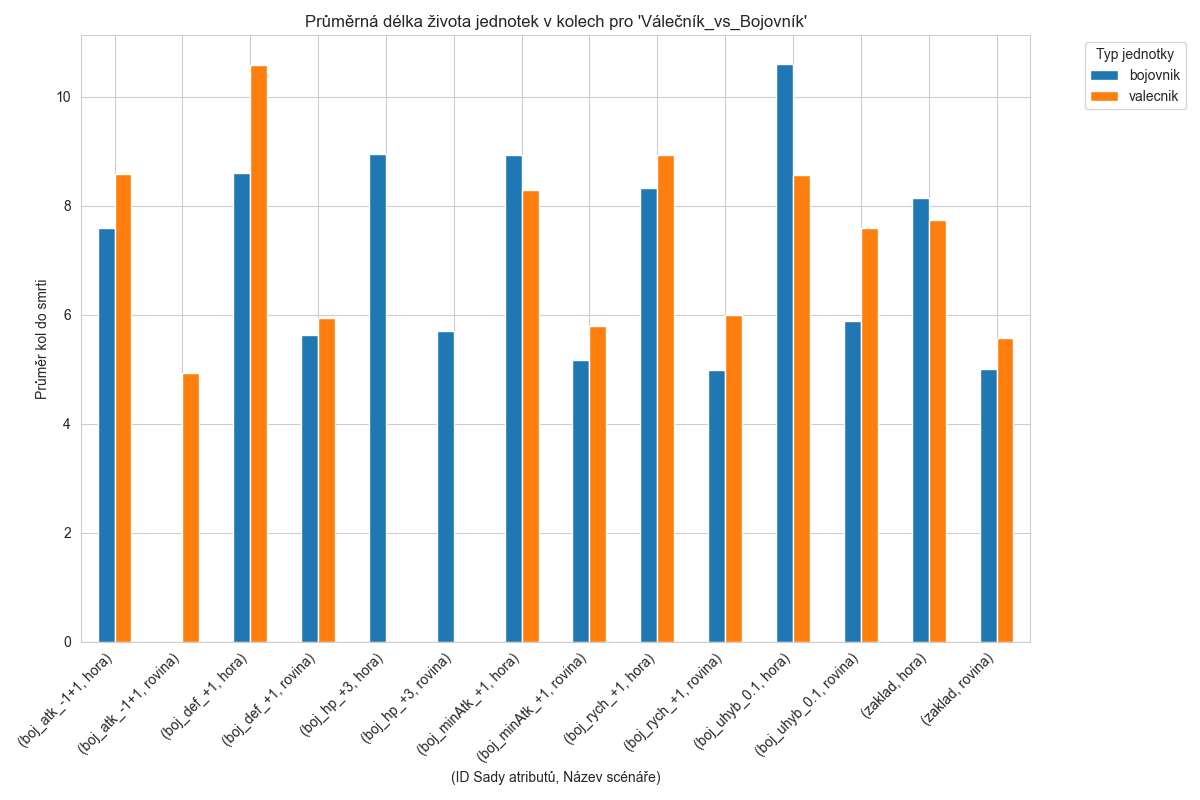 Průměrná délka života jednotek v kolech pro 'Válečník_vs_Bojovník'
Typ jednotky
bojovnik
valecnik
Průměr kol do smrti
10
8
6
4
2
0
(boj_atk_-1+1, hora)
(boj_atk_-1+1, rovina)
(boj_def_+1, hora)
(boj_def_+1, rovina)
(boj_hp_+3, hora)
(boj_hp_+3, rovina)
(boj_minAtk_+1, hora)
(boj_minAtk_+1, rovina)
(boj_rych_+1, hora)
(boj_rych_+1, rovina)
(boj_uhyb_0.1, hora)
(boj_uhyb_0.1, rovina)
(zaklad, hora)
(zaklad, rovina)
(ID Sady atributů, Název scénáře)